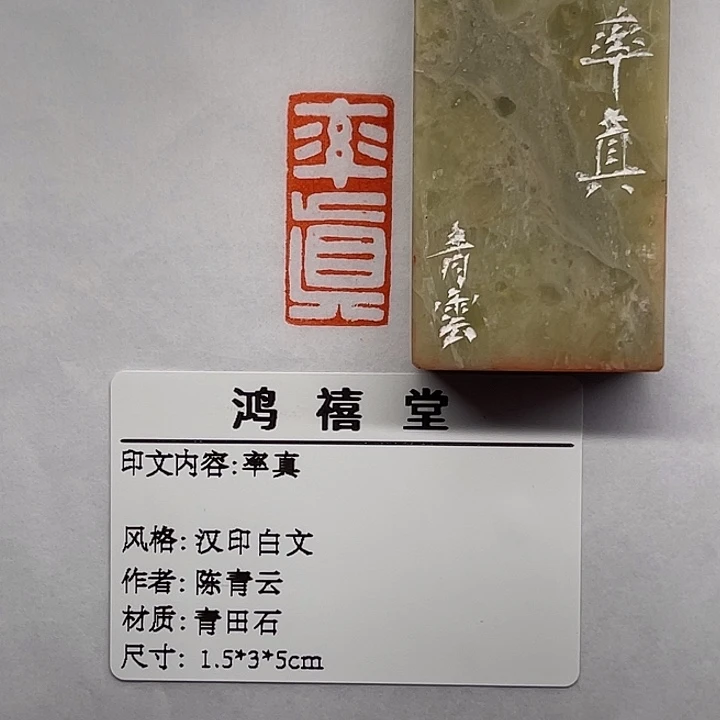 率真
青雲
率真
鸿禧堂
印文内容:率真
风格:汉印白文
作者:陈青云
材质:青田石
尺寸: 1.5*3*5cm